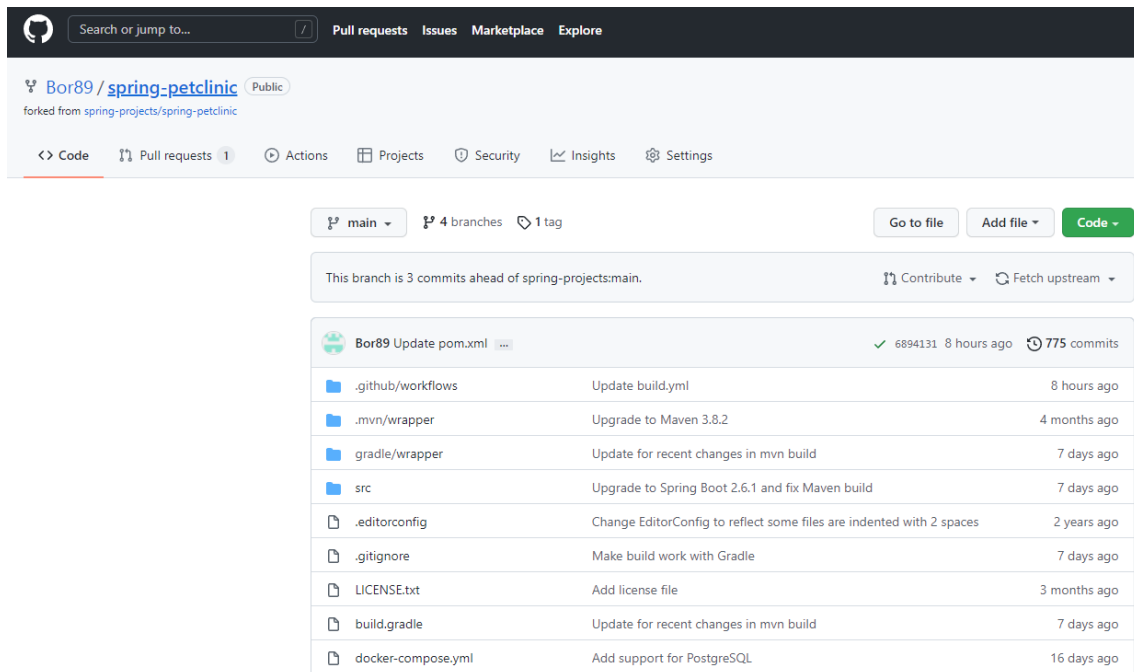 Search or jump to... / Pull requests Issues Marketplace Explore
Bor89 / spring-petclinic Public
forked from spring-projects/spring-petclinic
<> Code Pull requests 1 Actions Projects Security Insights Settings
main 4 branches 1 tag Go to file Add file Code
This branch is 3 commits ahead of spring-projects:main. Contribute Fetch upstream
Bor89 Update pom.xml ... 6894131 8 hours ago 775 commits
.github/workflows Update build.yml 8 hours ago
.mvn/wrapper Upgrade to Maven 3.8.2 4 months ago
gradle/wrapper Update for recent changes in mvn build 7 days ago
src Upgrade to Spring Boot 2.6.1 and fix Maven build 7 days ago
.editorconfig Change EditorConfig to reflect some files are indented with 2 spaces 2 years ago
.gitignore Make build work with Gradle 7 days ago
LICENSE.txt Add license file 3 months ago
build.gradle Update for recent changes in mvn build 7 days ago
docker-compose.yml Add support for PostgreSQL 16 days ago